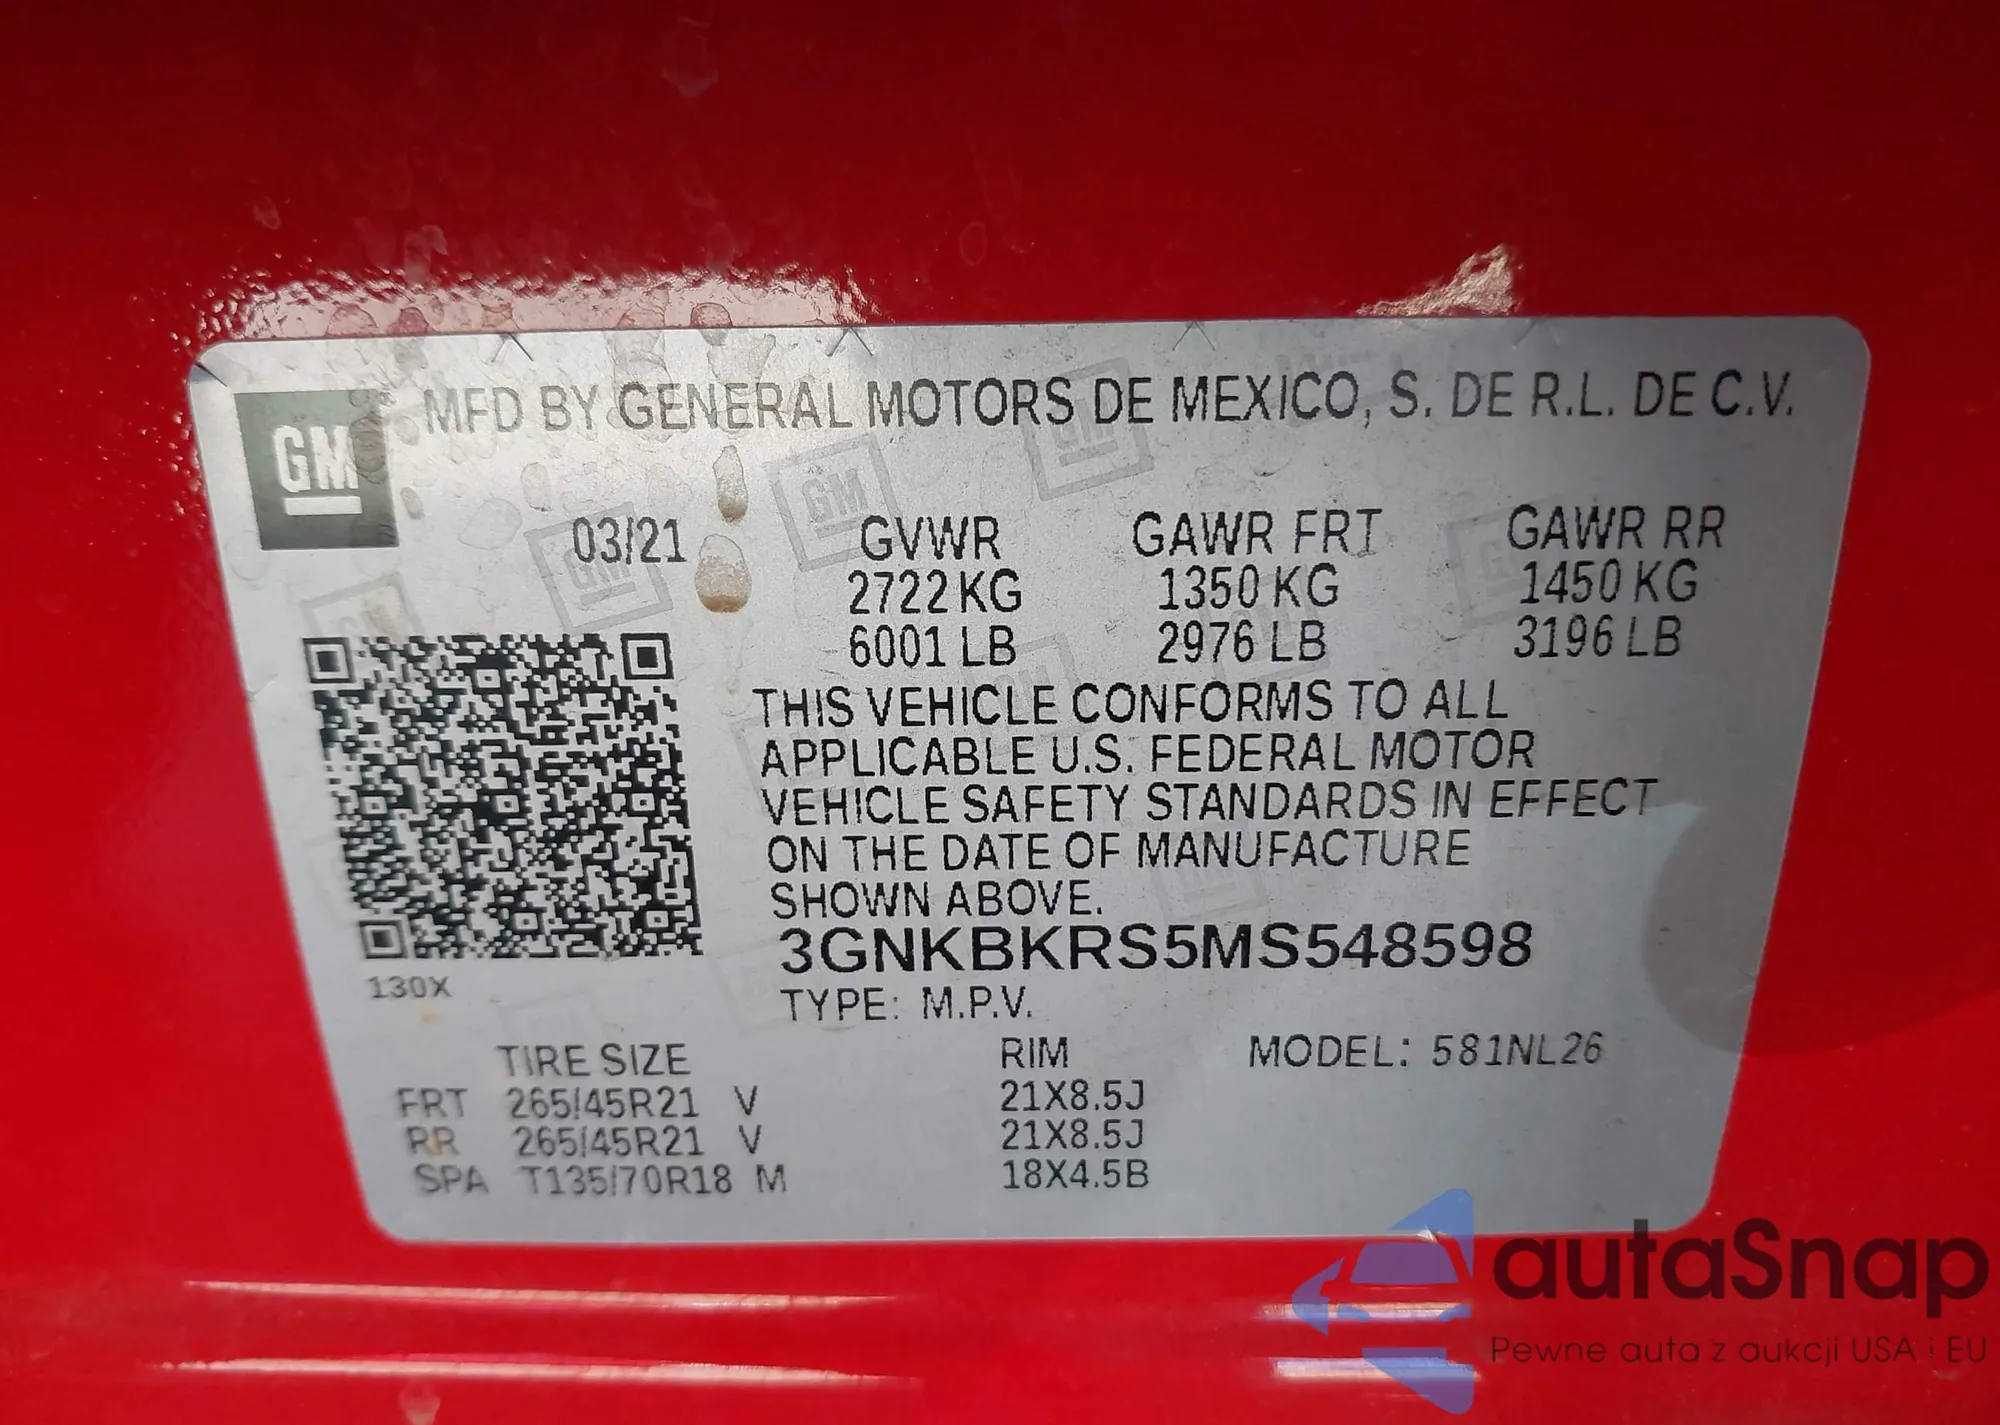 GM MFD BY GENERAL MOTORS DE MEXICO, S. DE R.L. DE C.V.
03/21 GVWR GAWR FRT GAWR RR
2722 KG 1350 KG 1450 KG
6001 LB 2976 LB 3196 LB
THIS VEHICLE CONFORMS TO ALL
APPLICABLE U.S. FEDERAL MOTOR
VEHICLE SAFETY STANDARDS IN EFFECT
ON THE DATE OF MANUFACTURE
SHOWN ABOVE.
3GNKBKRS5MS548598
130X
TYPE: M.P.V.
TIRE SIZE RIM MODEL: 581NL26
FRT 265/45R21 V 21X8.5J
RR 265/45R21 V 21X8.5J
SPA T135/70R18 M 18X4.5B
autaSnap
Pewne auta z aukcji USA i EU